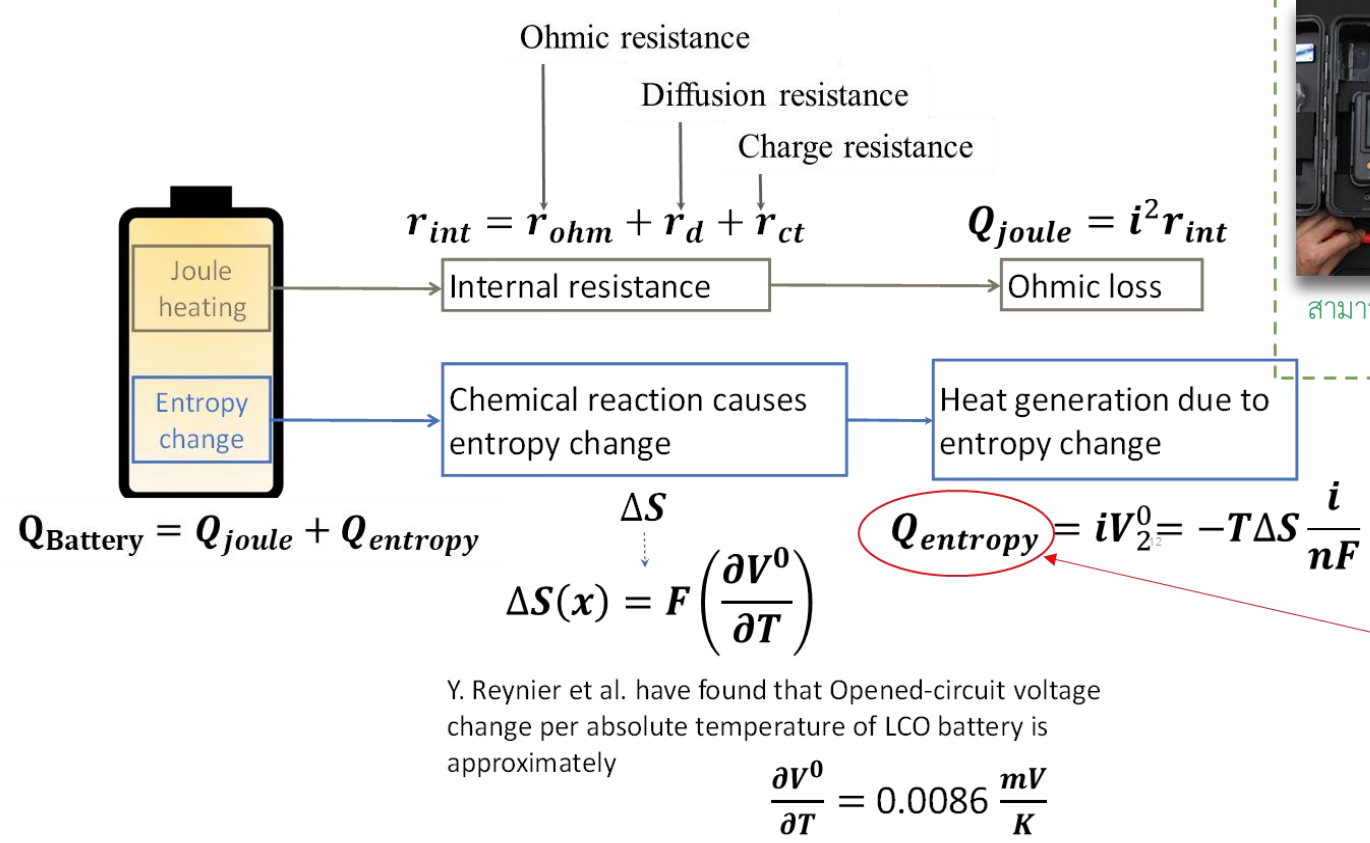 Ohmic resistance
Diffusion resistance
Charge resistance
r_int = r_ohm + r_d + r_ct
Q_joule = i²r_int
Joule
heating
Internal resistance
Ohmic loss
Entropy
change
Chemical reaction causes
entropy change
Heat generation due to
entropy change
Q_Battery = Q_joule + Q_entropy
ΔS
Q_entropy = iV₂⁰ = −TΔS i/nF
12
ΔS(x) = F(∂V⁰/∂T)
Y. Reynier et al. have found that Opened-circuit voltage
change per absolute temperature of LCO battery is
approximately
∂V⁰/∂T = 0.0086 mV/K